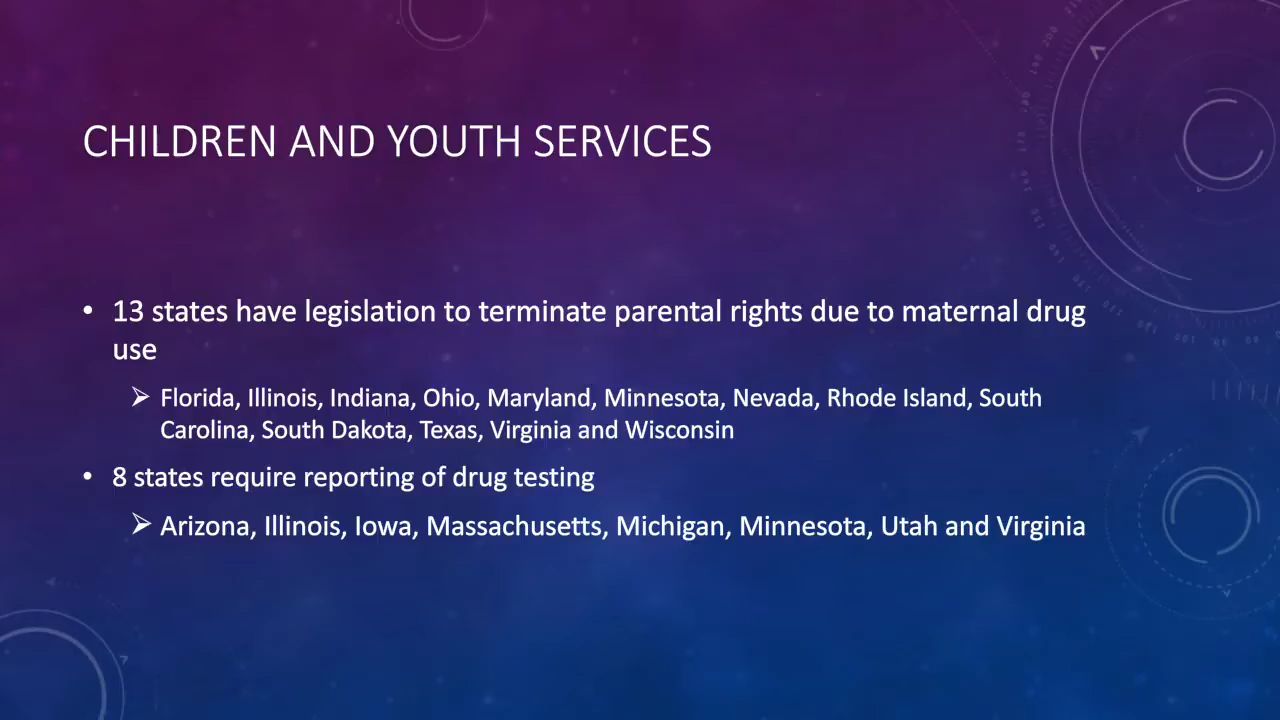 CHILDREN AND YOUTH SERVICES
• 13 states have legislation to terminate parental rights due to maternal drug
use
➢ Florida, Illinois, Indiana, Ohio, Maryland, Minnesota, Nevada, Rhode Island, South
Carolina, South Dakota, Texas, Virginia and Wisconsin
• 8 states require reporting of drug testing
➢ Arizona, Illinois, Iowa, Massachusetts, Michigan, Minnesota, Utah and Virginia